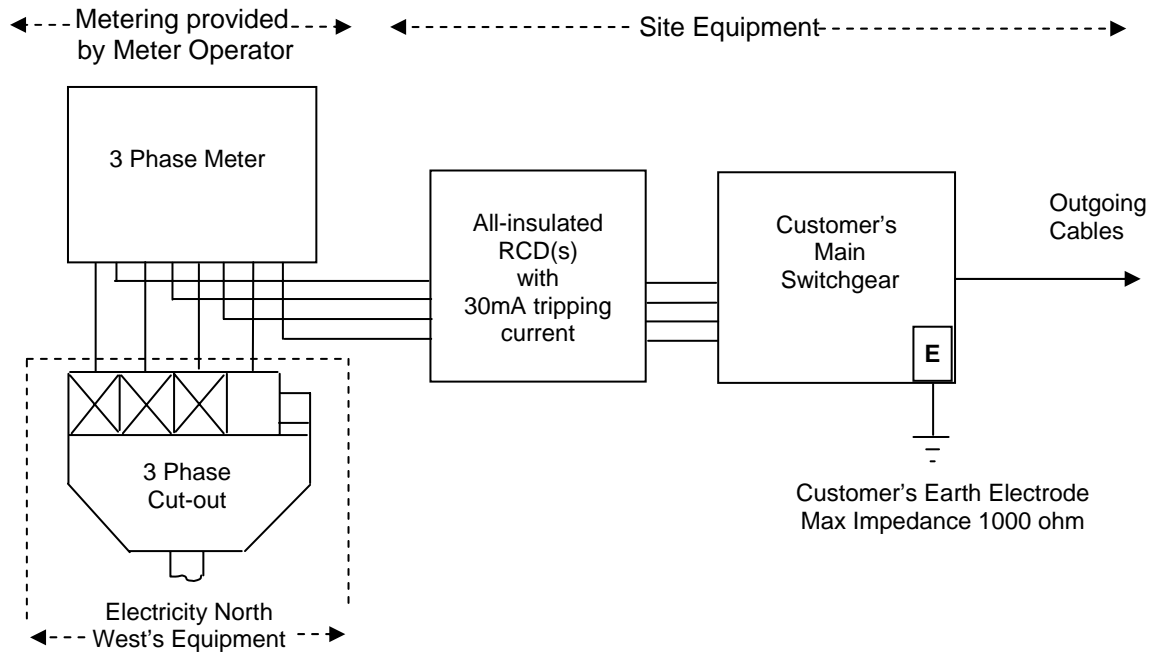 Metering provided
by Meter Operator
Site Equipment
3 Phase Meter
All-insulated
RCD(s)
with
30mA tripping
current
Customer's
Main
Switchgear
E
Outgoing
Cables
3 Phase
Cut-out
Customer's Earth Electrode
Max Impedance 1000 ohm
Electricity North
West's Equipment